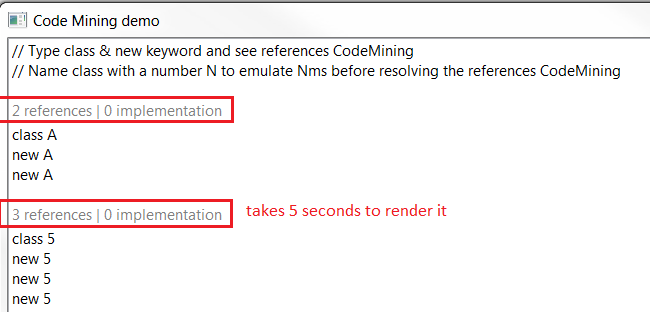 Code Mining demo
// Type class & new keyword and see references CodeMining
// Name class with a number N to emulate Nms before resolving the references CodeMining
2 references | 0 implementation
class A
new A
new A
3 references | 0 implementation takes 5 seconds to render it
class 5
new 5
new 5
new 5